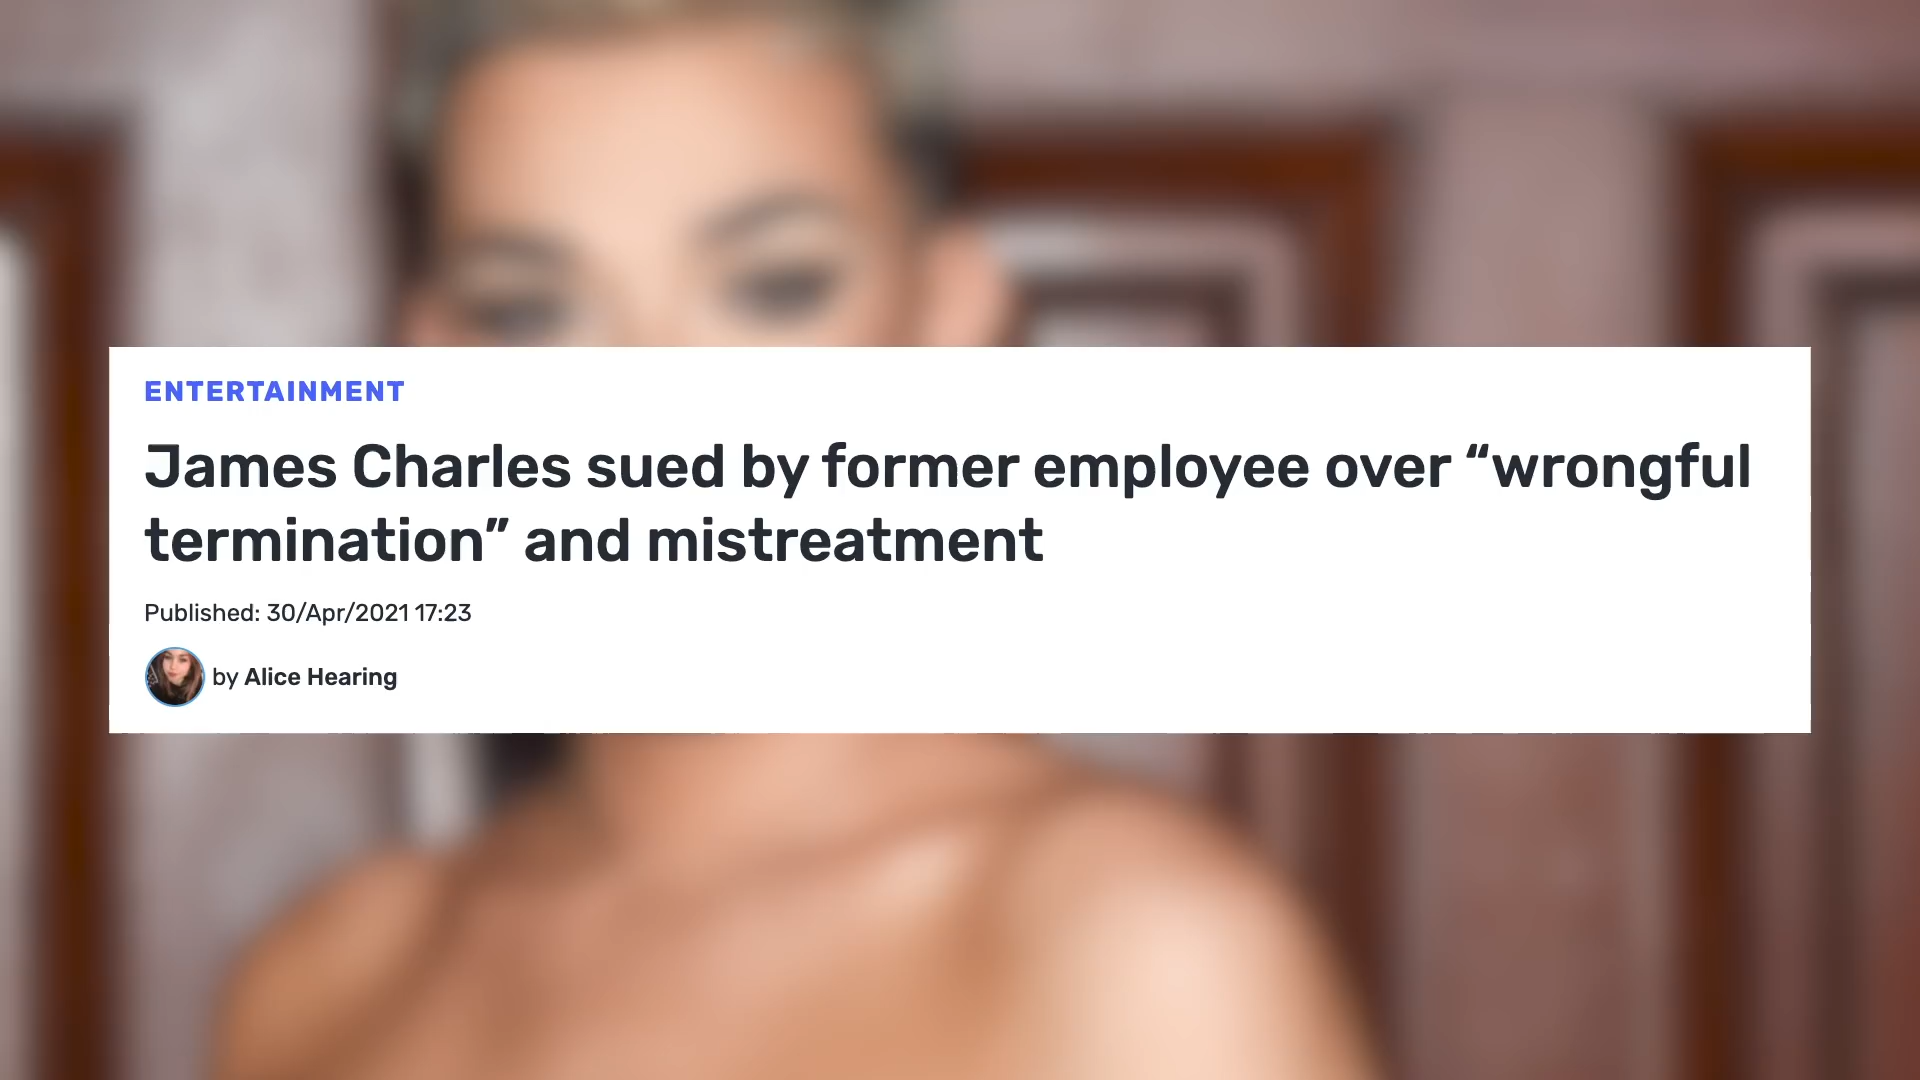 ENTERTAINMENT
James Charles sued by former employee over “wrongful
termination” and mistreatment
Published: 30/Apr/2021 17:23
by Alice Hearing